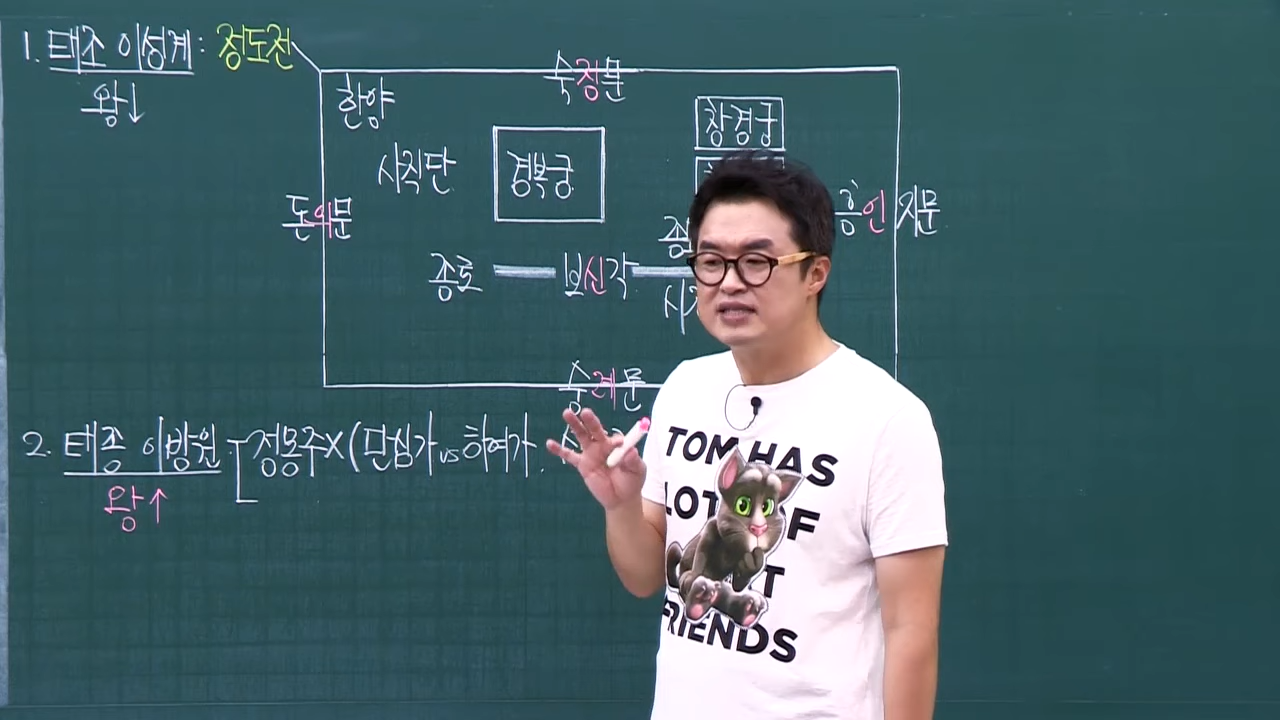 1. 태조 이성계 : 정도전
왕↓
숙정문
한양
창경궁
사직단
경복궁
돈의문
흥인지문
종
종로
보신각
시
숭례문
2. 태종 이방원 : 정몽주X (단심가 vs 하여가
왕↑
TOM HAS
LOT OF
FRIENDS